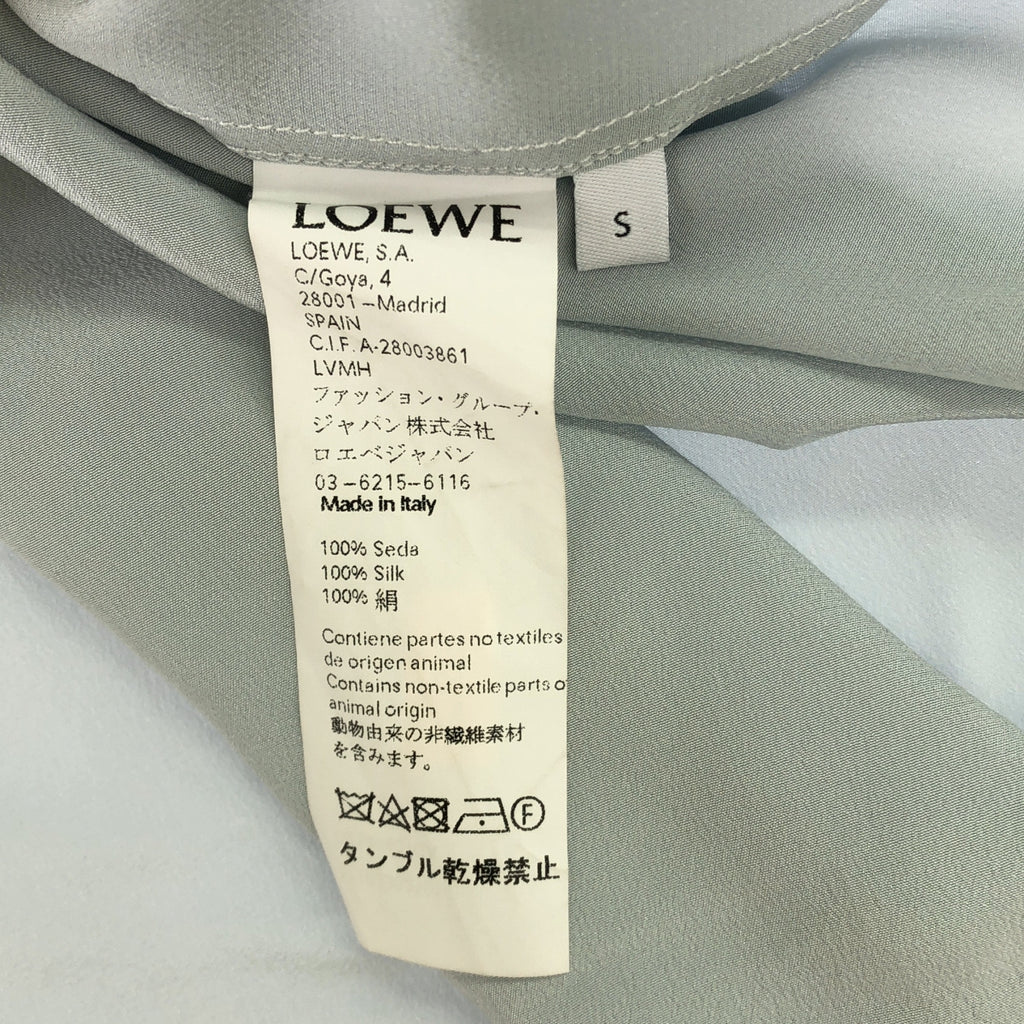 LOEWE
S
LOEWE, S.A.
C/Goya, 4
28001 – Madrid
SPAIN
C.I.F. A-28003861
LVMH
ファッション・グループ・
ジャパン株式会社
ロエベジャパン
03-6215-6116
Made in Italy
100% Seda
100% Silk
100% 絹
Contiene partes no textiles
de origen animal
Contains non-textile parts o
animal origin
動物由来の非繊維素材
を含みます。
F
タンブル乾燥禁止